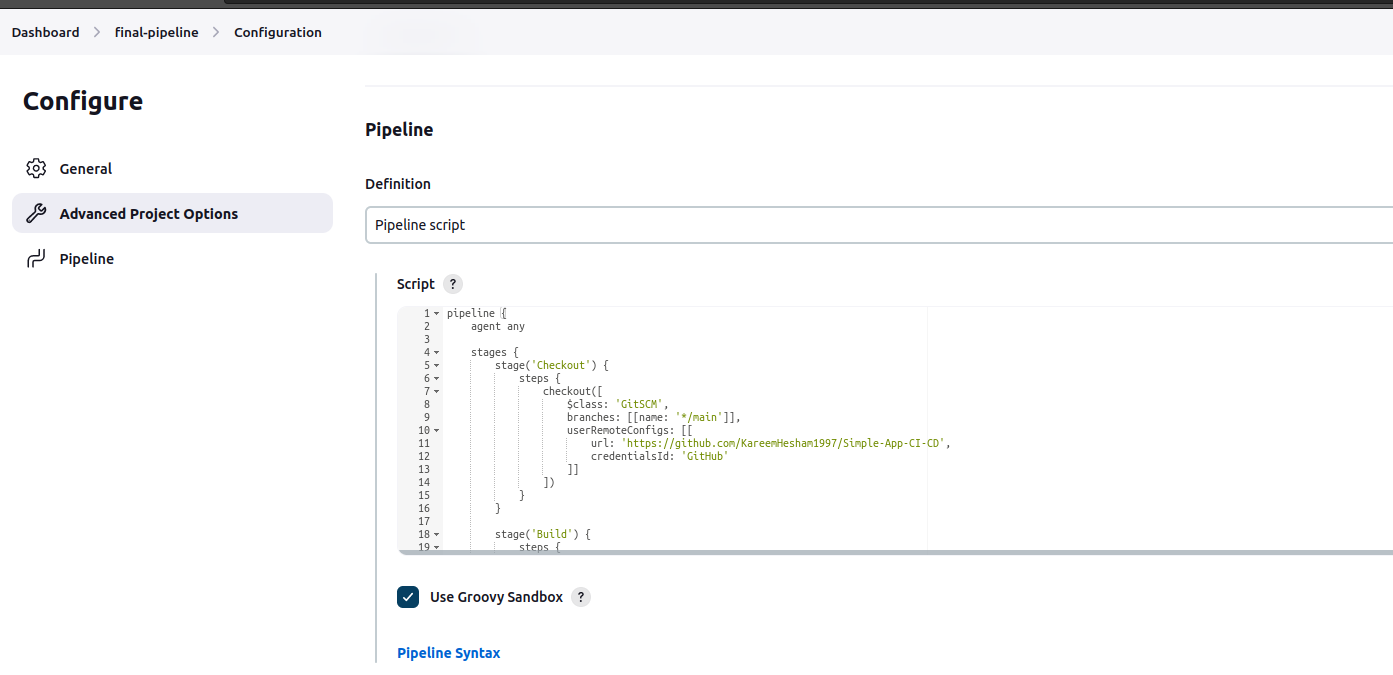 Dashboard > final-pipeline > Configuration
Configure
General
Advanced Project Options
Pipeline
Pipeline
Definition
Pipeline script
Script ?
1 pipeline {
2     agent any
3
4     stages {
5         stage('Checkout') {
6             steps {
7                 checkout([
8                     $class: 'GitSCM',
9                     branches: [[name: '*/main']],
10                     userRemoteConfigs: [[
11                         url: 'https://github.com/KareemHesham1997/Simple-App-CI-CD',
12                         credentialsId: 'GitHub'
13                     ]]
14                 ])
15             }
16         }
17
18         stage('Build') {
19             steps {
Use Groovy Sandbox ?
Pipeline Syntax